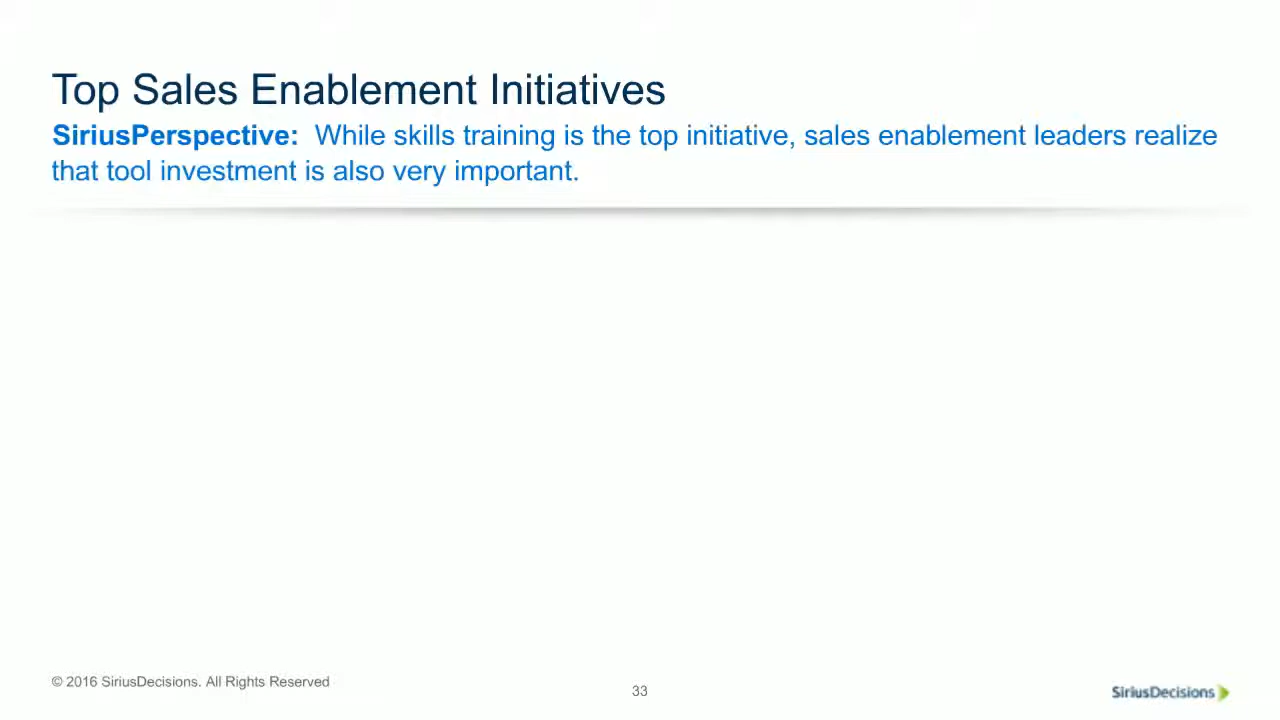 Top Sales Enablement Initiatives
SiriusPerspective:  While skills training is the top initiative, sales enablement leaders realize
that tool investment is also very important.
© 2016 SiriusDecisions. All Rights Reserved
33
SiriusDecisions